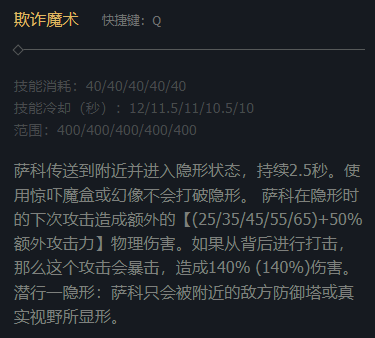 欺诈魔术 快捷键：Q
技能消耗：40/40/40/40/40
技能冷却（秒）：12/11.5/11/10.5/10
范围：400/400/400/400/400
萨科传送到附近并进入隐形状态，持续2.5秒。使
用惊吓魔盒或幻像不会打破隐形。 萨科在隐形时
的下次攻击造成额外的【(25/35/45/55/65)+50%
额外攻击力】物理伤害。如果从背后进行打击，
那么这个攻击会暴击，造成140% (140%)伤害。
潜行一隐形：萨科只会被附近的敌方防御塔或真
实视野所显形。